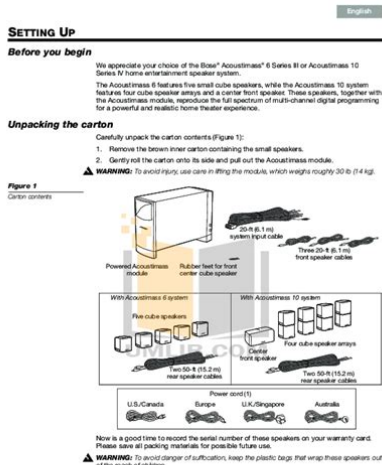 English
SETTING UP
Before you begin
We appreciate your choice of the Bose® Acoustimass® 6 Series III or Acoustimass 10
Series IV home entertainment speaker system.
The Acoustimass 6 features five small cube speakers, while the Acoustimass 10 system
features four cube speaker arrays and a center front speaker. These speakers, together with
the Acoustimass module, reproduce the full spectrum of multi-channel digital programming
for a powerful and realistic home theater experience.
Unpacking the carton
Carefully unpack the carton contents (Figure 1):
1. Remove the brown inner carton containing the small speakers.
2. Gently roll the carton onto its side and pull out the Acoustimass module.
WARNING: To avoid injury, use care in lifting the module, which weighs roughly 30 lb (14 kg).
Figure 1
Carton contents
20-ft (6.1 m)
system input cable
Three 20-ft (6.1 m)
front speaker cables
Powered Acoustimass
module
Rubber feet for front
center cube speaker
With Acoustimass 6 system
With Acoustimass 10 system
Five cube speakers
Four cube speaker arrays
Center
front speaker
Two 50-ft (15.2 m)
rear speaker cables
Two 50-ft (15.2 m)
rear speaker cables
Power cord (1)
U.S./Canada
Europe
U.K./Singapore
Australia
Now is a good time to record the serial number of these speakers on your warranty card.
Please save all packing materials for possible future use.
WARNING: To avoid danger of suffocation, keep the plastic bags that wrap these speakers out
of the reach of children.